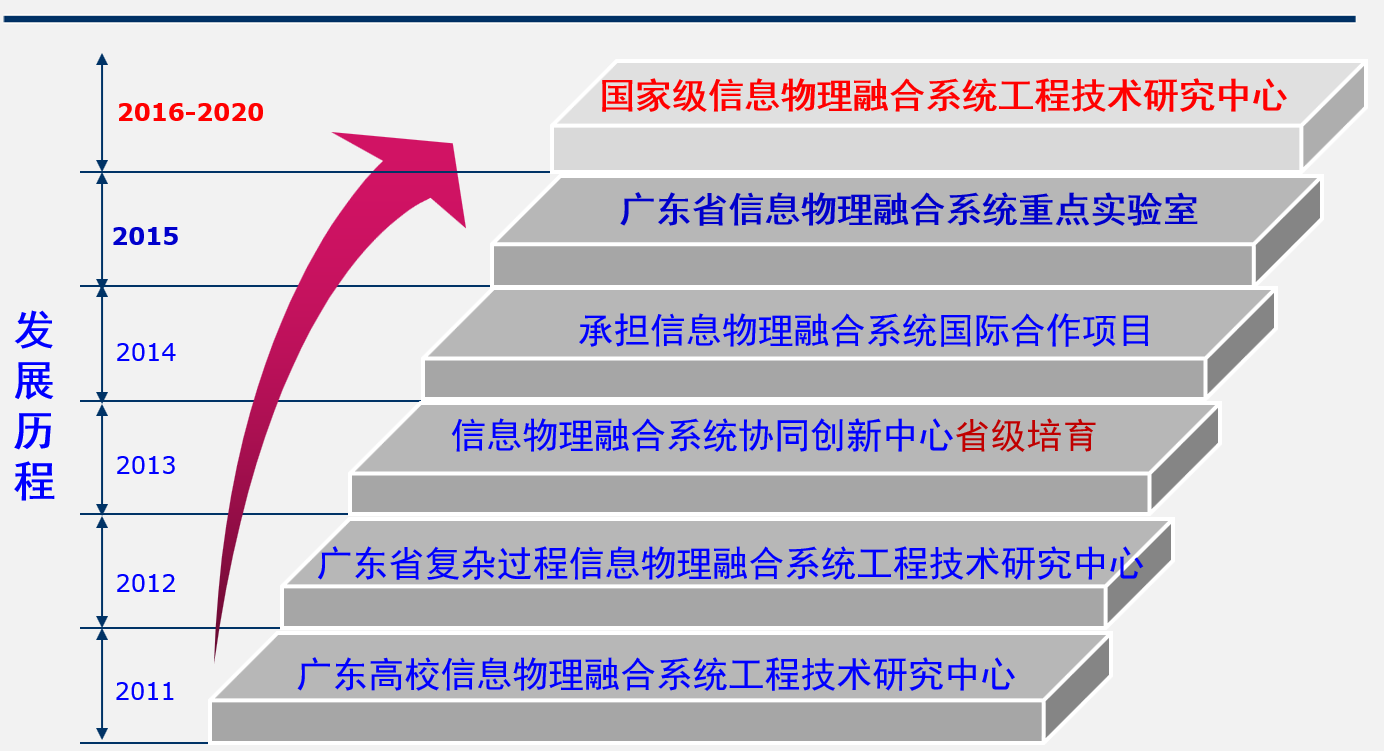 发展历程
2016-2020
国家级信息物理融合系统工程技术研究中心
2015
广东省信息物理融合系统重点实验室
2014
承担信息物理融合系统国际合作项目
2013
信息物理融合系统协同创新中心省级培育
2012
广东省复杂过程信息物理融合系统工程技术研究中心
2011
广东高校信息物理融合系统工程技术研究中心